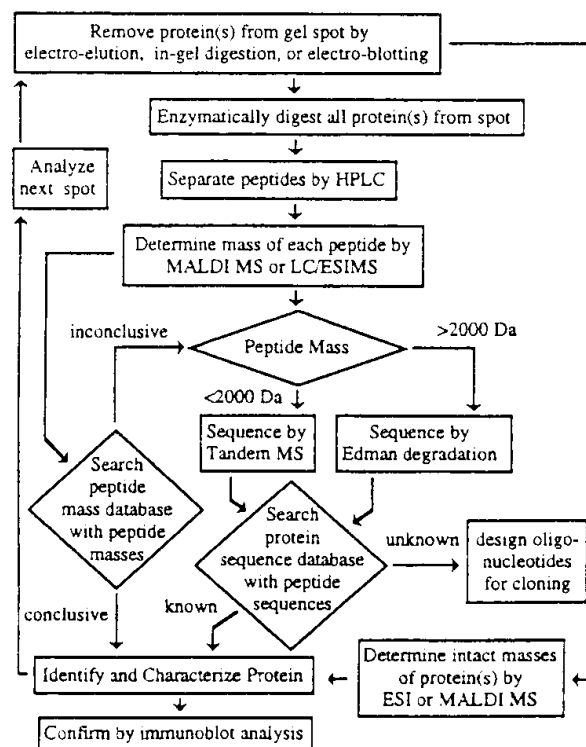 Remove protein(s) from gel spot by
electro-elution, in-gel digestion, or electro-blotting
Enzymatically digest all protein(s) from spot
Analyze
next spot
Separate peptides by HPLC
Determine mass of each peptide by
MALDI MS or LC/ESIMS
inconclusive
Peptide Mass
>2000 Da
<2000 Da
Sequence by
Tandem MS
Sequence by
Edman degradation
Search
peptide
mass database
with peptide
masses
Search
protein
sequence database
with peptide
sequences
unknown
design oligo-
nucleotides
for cloning
conclusive
known
Identify and Characterize Protein
Determine intact masses
of protein(s) by
ESI or MALDI MS
Confirm by immunoblot analysis